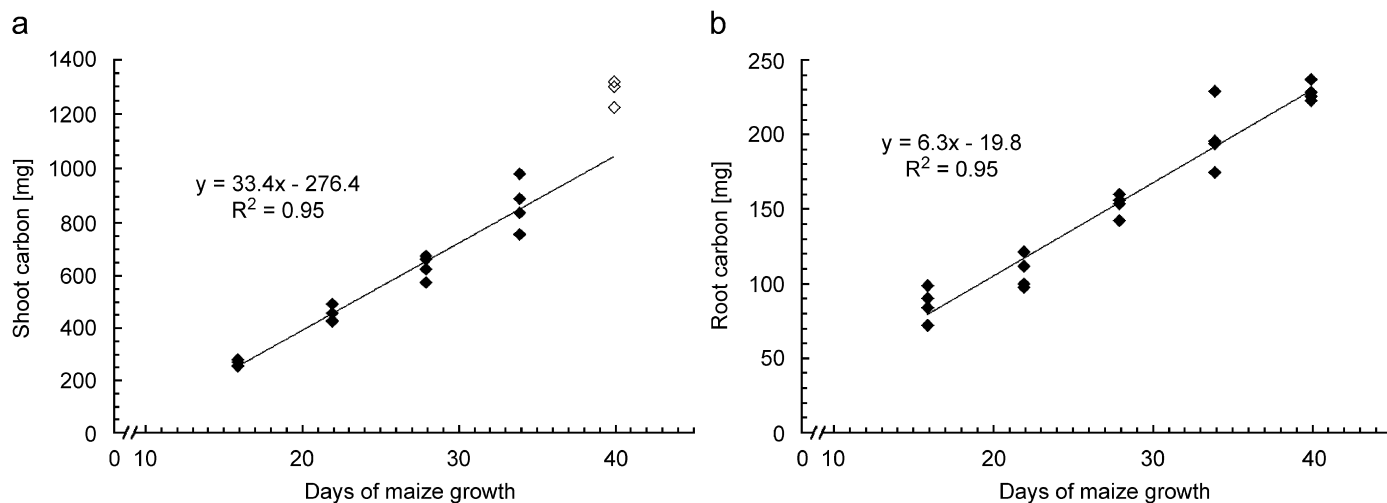 a
1400
1200
1000
800
600
400
200
0
Shoot carbon [mg]
y = 33.4x - 276.4
R² = 0.95
0 10 20 30 40
Days of maize growth
b
250
200
150
100
50
0
Root carbon [mg]
y = 6.3x - 19.8
R² = 0.95
0 10 20 30 40
Days of maize growth